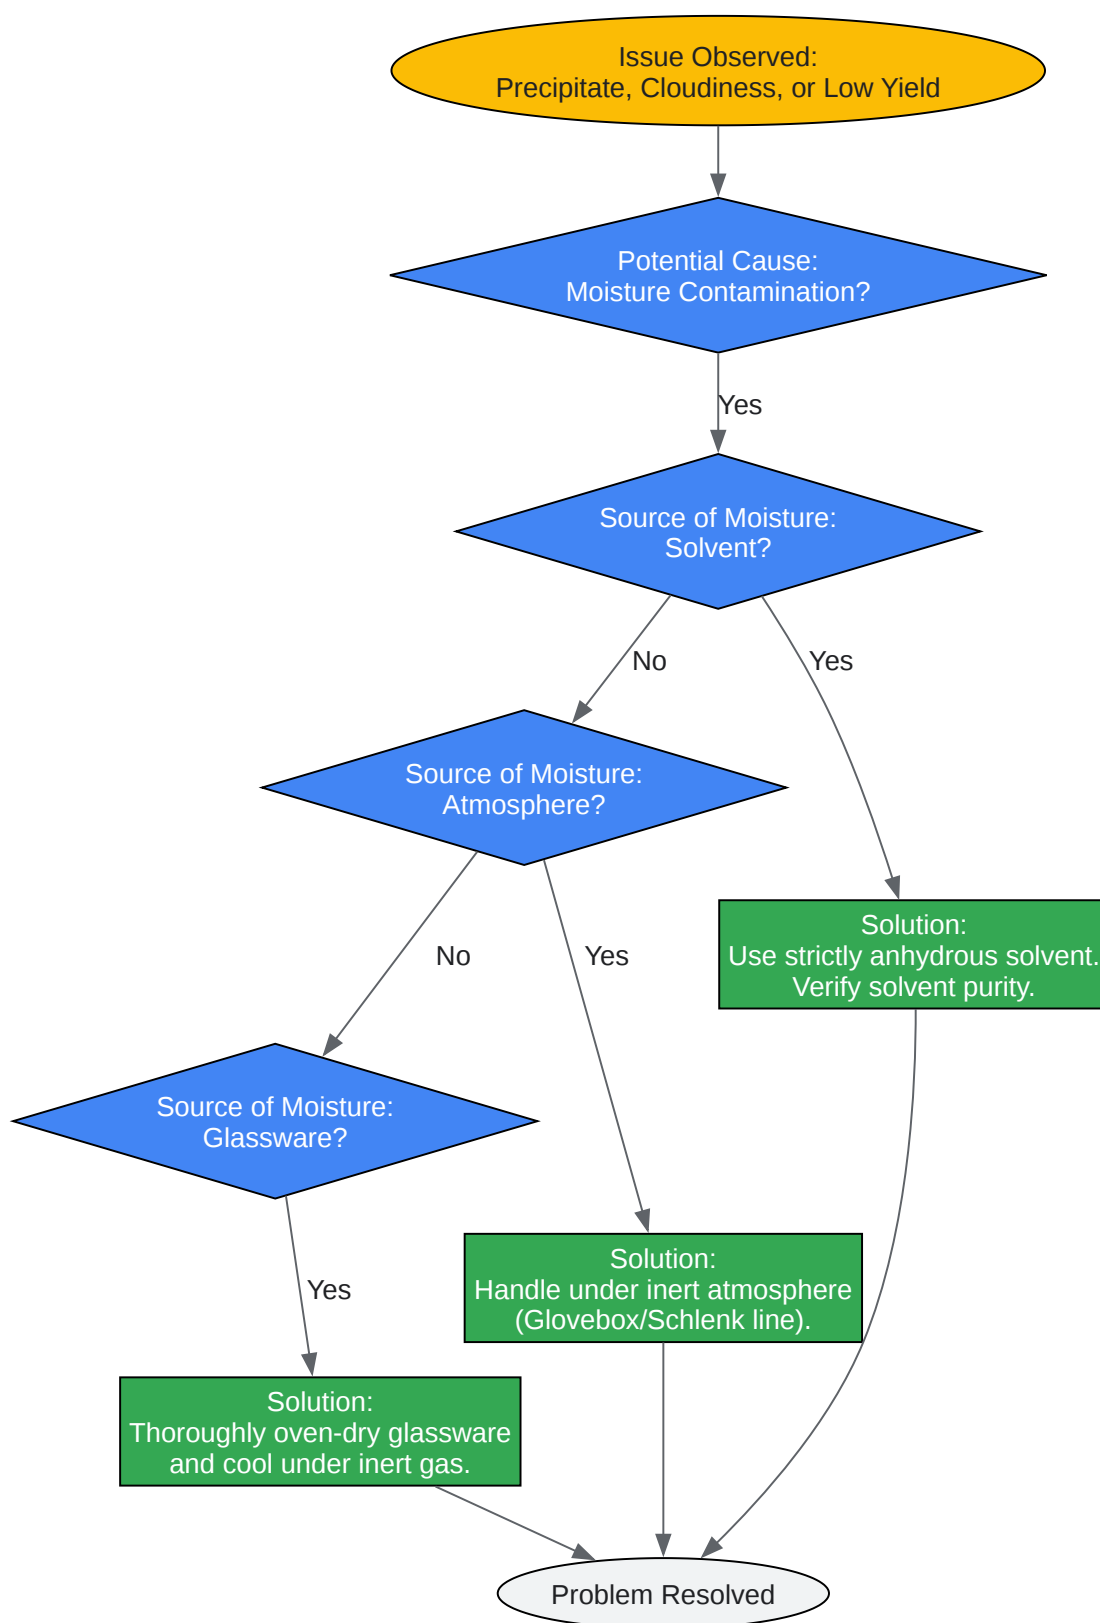 Issue Observed:
Precipitate, Cloudiness, or Low Yield
Potential Cause:
Moisture Contamination?
Yes
Source of Moisture:
Solvent?
No
Yes
Source of Moisture:
Atmosphere?
Solution:
Use strictly anhydrous solvent.
Verify solvent purity.
No
Yes
Source of Moisture:
Glassware?
Solution:
Handle under inert atmosphere
(Glovebox/Schlenk line).
Yes
Solution:
Thoroughly oven-dry glassware
and cool under inert gas.
Problem Resolved